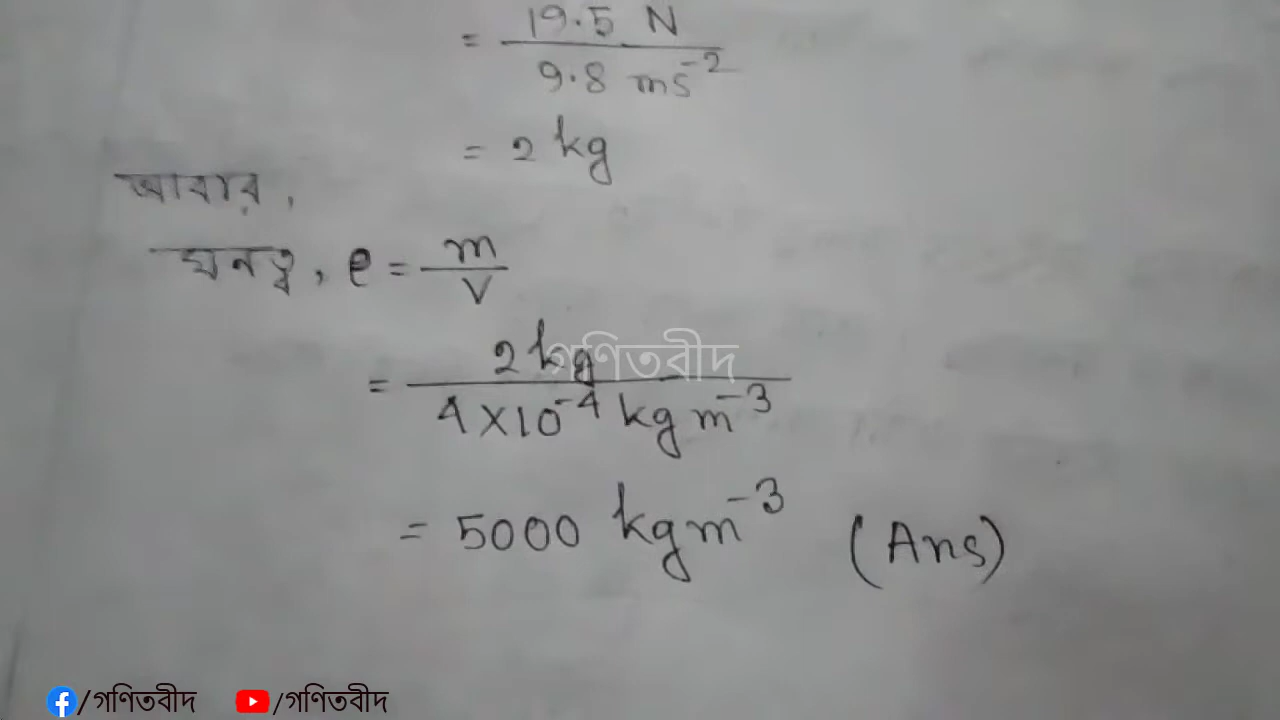 = 19.5 N / 9.8 ms⁻²
= 2 kg
আবার,
ঘনত্ব, ρ = m / V
= 2 kg / 4 × 10⁻⁴ kg m⁻³
গণিতবীদ
= 5000 kg m⁻³ (Ans)
/গণিতবীদ /গণিতবীদ